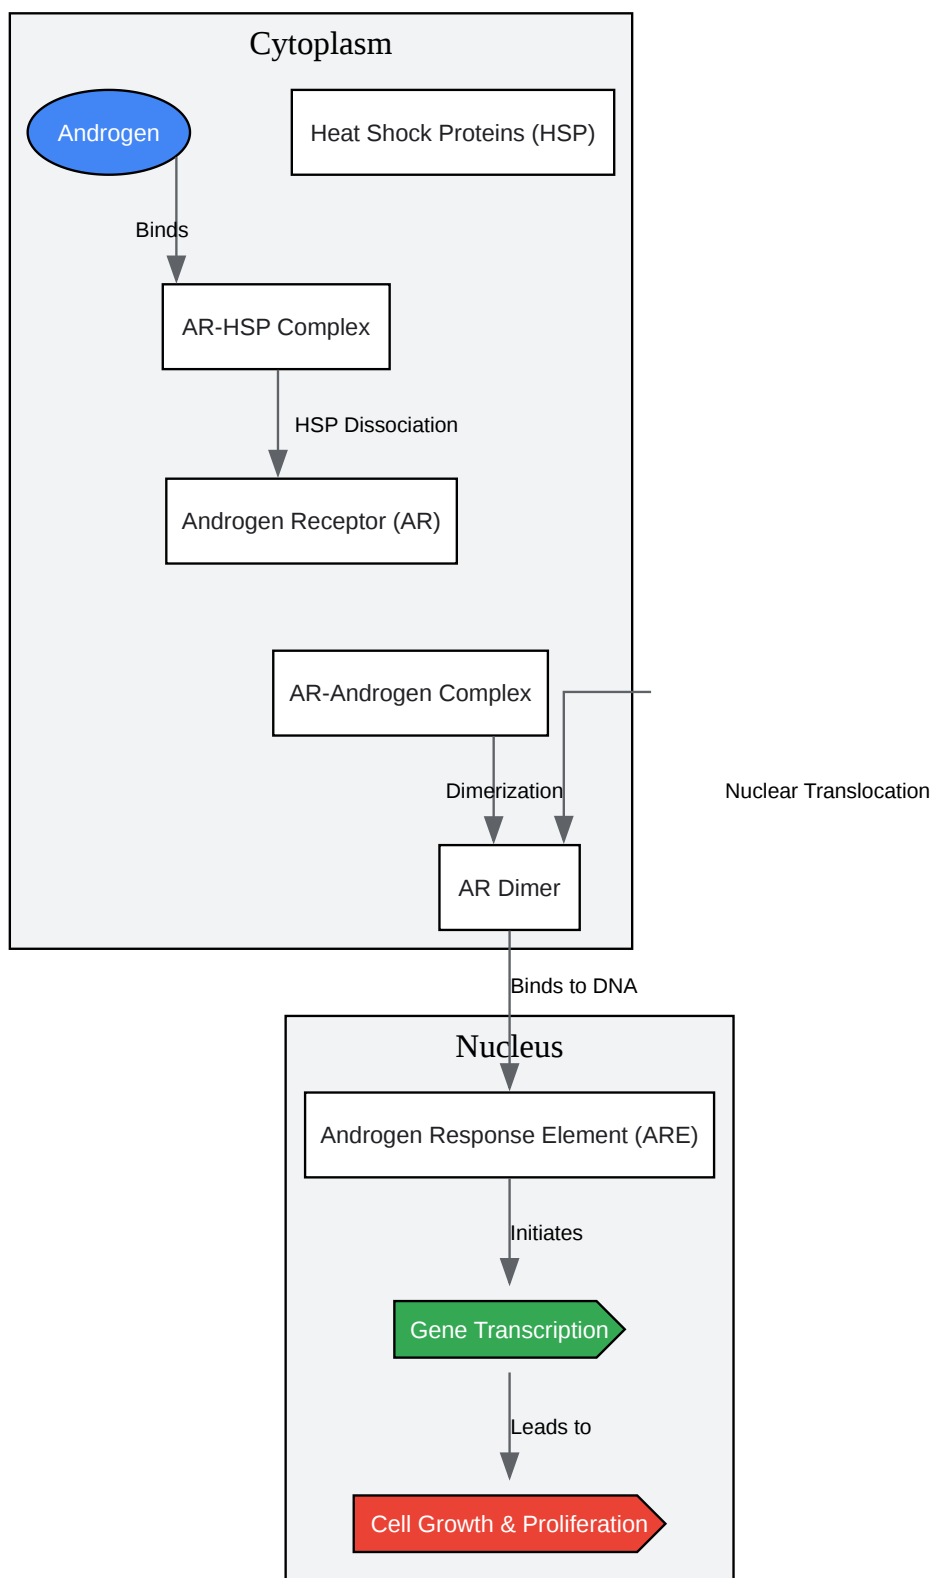 Cytoplasm
Androgen
Heat Shock Proteins (HSP)
Binds
AR-HSP Complex
HSP Dissociation
Androgen Receptor (AR)
AR-Androgen Complex
Dimerization
Nuclear Translocation
AR Dimer
Binds to DNA
Nucleus
Androgen Response Element (ARE)
Initiates
Gene Transcription
Leads to
Cell Growth & Proliferation